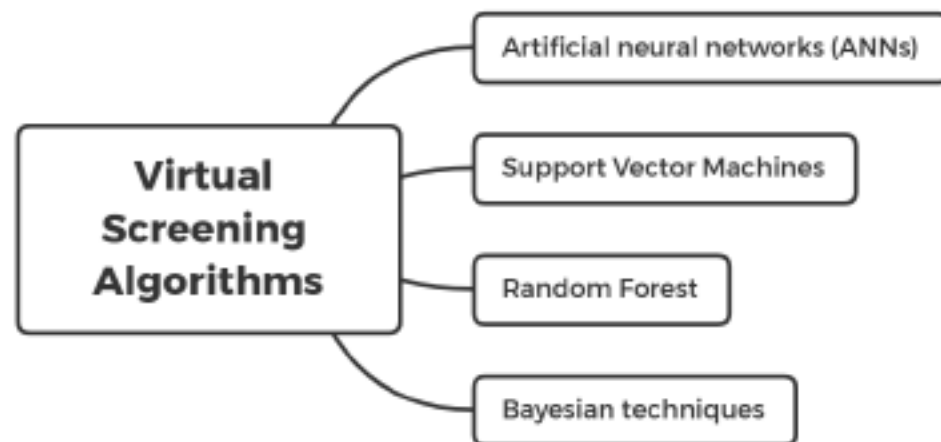 Artificial neural networks (ANNs)
Virtual
Screening
Algorithms
Support Vector Machines
Random Forest
Bayesian techniques